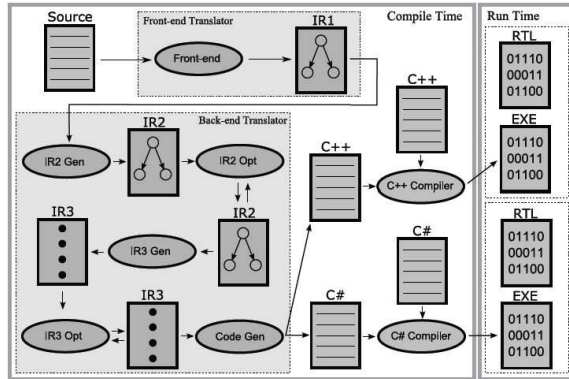 Source
Front-end Translator
IR1
Compile Time
Run Time
Front-end
RTL
01110
00011
01100
C++
EXE
01110
00011
01100
IR2
Back-end Translator
C++
IR2 Gen
IR2 Opt
C++ Compiler
IR3
IR2
RTL
01110
00011
01100
IR3 Gen
C#
IR3
C#
EXE
01110
00011
01100
IR3 Opt
Code Gen
C# Compiler